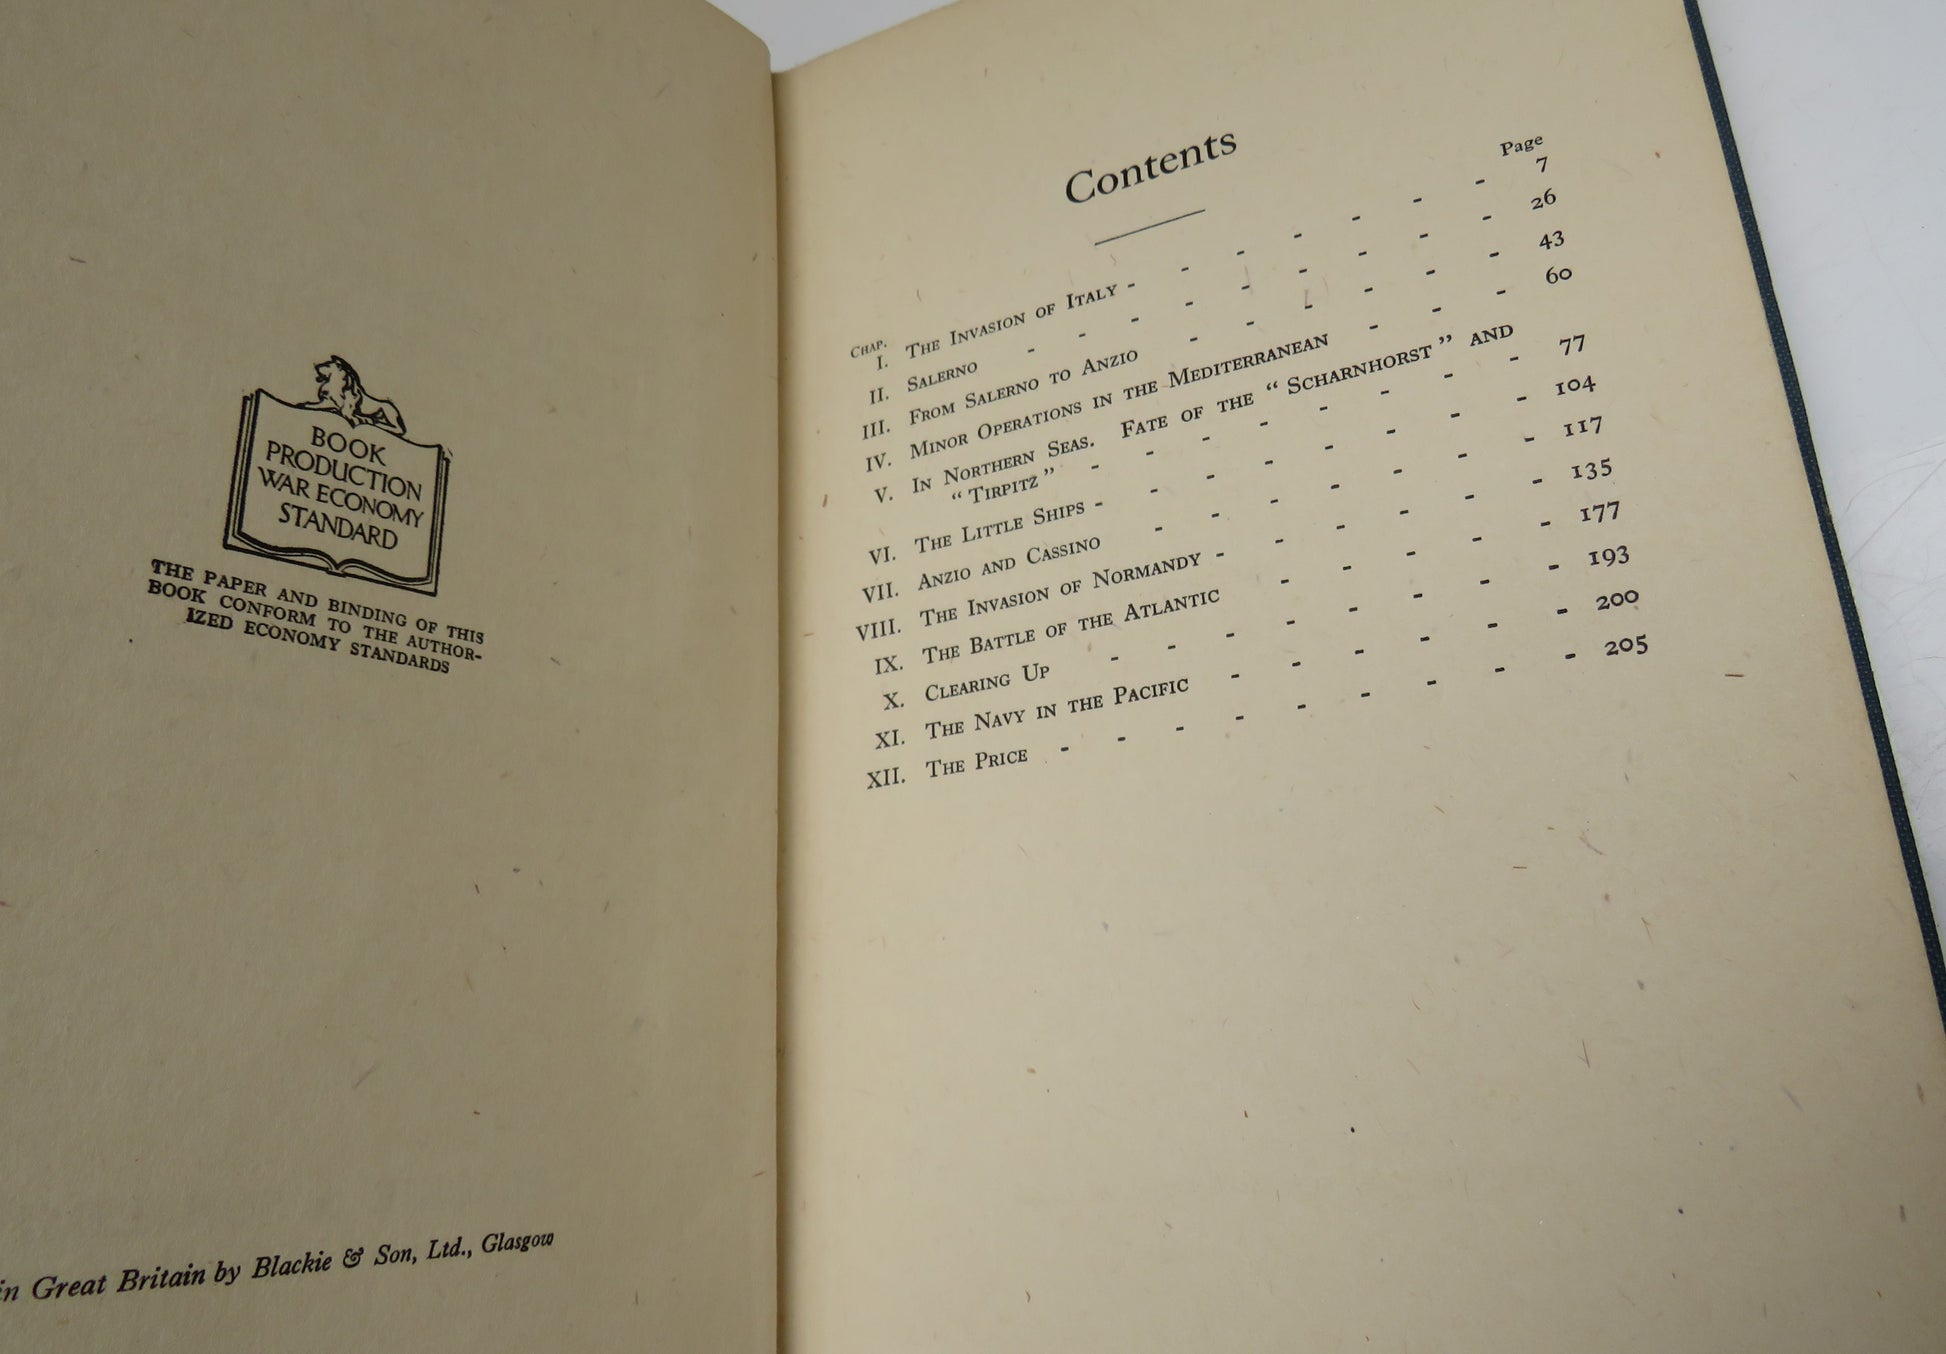 BOOK
PRODUCTION
WAR ECONOMY
STANDARD
THE PAPER AND BINDING OF THIS
BOOK CONFORM TO THE AUTHOR-
IZED ECONOMY STANDARDS
in Great Britain by Blackie & Son, Ltd., Glasgow
Contents
Chap. Page
I. The Invasion of Italy - - - - - - - 7
II. Salerno - - - - - - - - - 26
III. From Salerno to Anzio - - - - - - 43
IV. Minor Operations in the Mediterranean - - - 60
V. In Northern Seas. Fate of the “Scharnhorst” and
“Tirpitz” - - - - - - - - 77
VI. The Little Ships - - - - - - - - 104
VII. Anzio and Cassino - - - - - - - 117
VIII. The Invasion of Normandy - - - - - - 135
IX. The Battle of the Atlantic - - - - - 177
X. Clearing Up - - - - - - - - 193
XI. The Navy in the Pacific - - - - - - 200
XII. The Price - - - - - - - - - 205